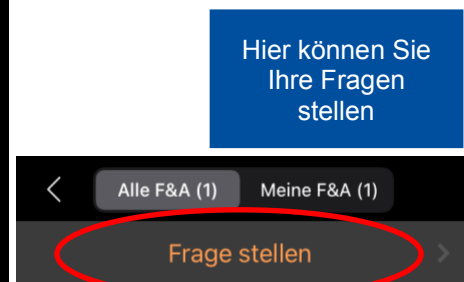 Hier können Sie
Ihre Fragen
stellen
Alle F&A (1) Meine F&A (1)
Frage stellen